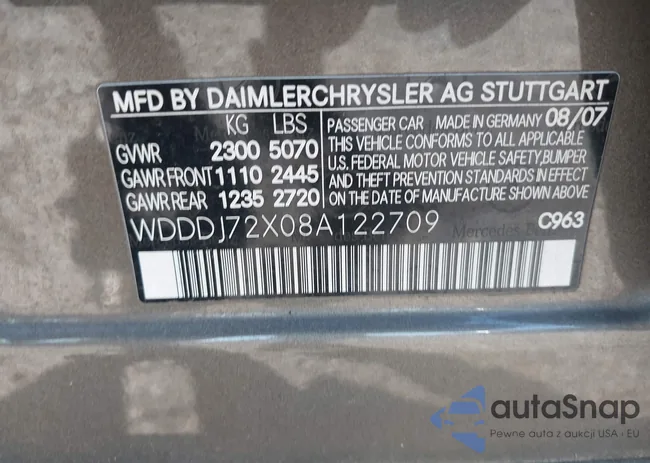 MFD BY DAIMLERCHRYSLER AG STUTTGART
KG LBS
GVWR 2300 5070
GAWR FRONT 1110 2445
GAWR REAR 1235 2720
PASSENGER CAR MADE IN GERMANY 08/07
THIS VEHICLE CONFORMS TO ALL APPLICABLE
U.S. FEDERAL MOTOR VEHICLE SAFETY, BUMPER
AND THEFT PREVENTION STANDARDS IN EFFECT ON
THE DATE OF MANUFACTURE SHOWN ABOVE.
WDDDJ72X08A122709
C963
autaSnap
Pewne auta z aukcji USA • EU